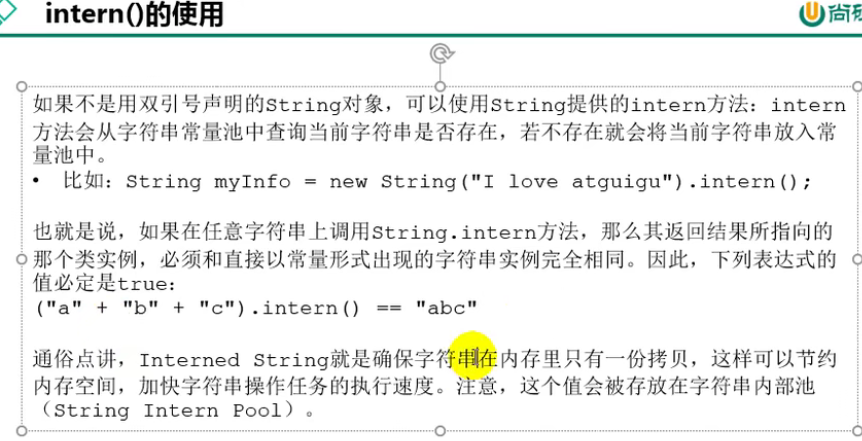 intern()的使用
尚硅
如果不是用双引号声明的String对象，可以使用String提供的intern方法：intern
方法会从字符串常量池中查询当前字符串是否存在，若不存在就会将当前字符串放入常
量池中。
• 比如：String myInfo = new String("I love atguigu").intern();
也就是说，如果在任意字符串上调用String.intern方法，那么其返回结果所指向的
那个类实例，必须和直接以常量形式出现的字符串实例完全相同。因此，下列表达式的
值必定是true：
("a" + "b" + "c").intern() == "abc"
通俗点讲，Interned String就是确保字符串在内存里只有一份拷贝，这样可以节约
内存空间，加快字符串操作任务的执行速度。注意，这个值会被存放在字符串内部池
（String Intern Pool）。